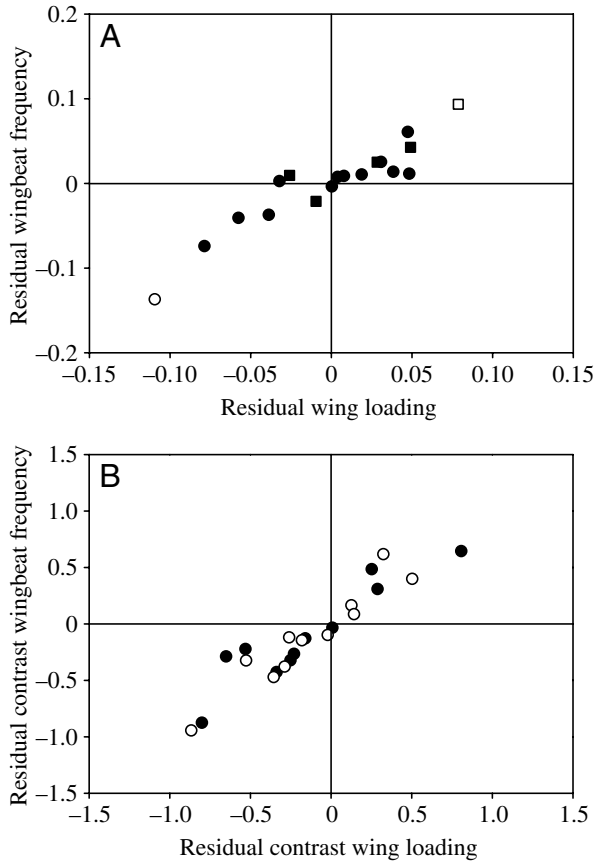 A
0.2
0.1
0
–0.1
–0.2
Residual wingbeat frequency
–0.15 –0.10 –0.05 0 0.05 0.10 0.15
Residual wing loading
B
1.5
1.0
0.5
0
–0.5
–1.0
–1.5
Residual contrast wingbeat frequency
–1.5 –1.0 –0.5 0 0.5 1.0 1.5
Residual contrast wing loading